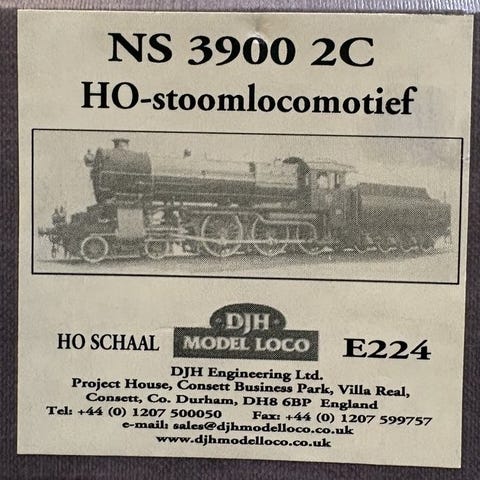 NS 3900 2C
HO-stoomlocomotief
HO SCHAAL
DJH
MODEL LOCO
E224
DJH Engineering Ltd.
Project House, Consett Business Park, Villa Real,
Consett, Co. Durham, DH8 6BP England
Tel: +44 (0) 1207 500050 Fax: +44 (0) 1207 599757
e-mail: sales@djhmodelloco.co.uk
www.djhmodelloco.co.uk